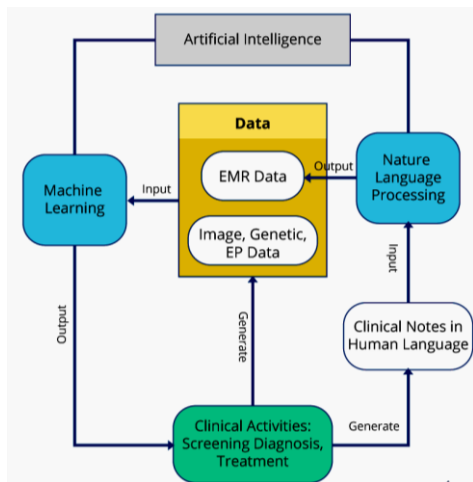 Artificial Intelligence
Data
Output
EMR Data
Nature
Language
Processing
Machine
Learning
Input
Image, Genetic,
EP Data
Input
Output
Generate
Clinical Notes in
Human Language
Clinical Activities:
Screening Diagnosis,
Treatment
Generate